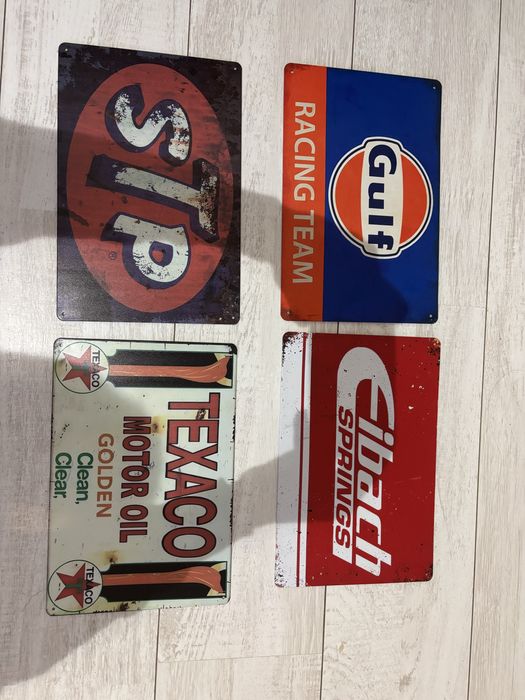 STP
®
Gulf
RACING TEAM
TEXACO
MOTOR OIL
GOLDEN
Clean,
Clear,
TEXACO
TEXACO
Eibach
SPRINGS